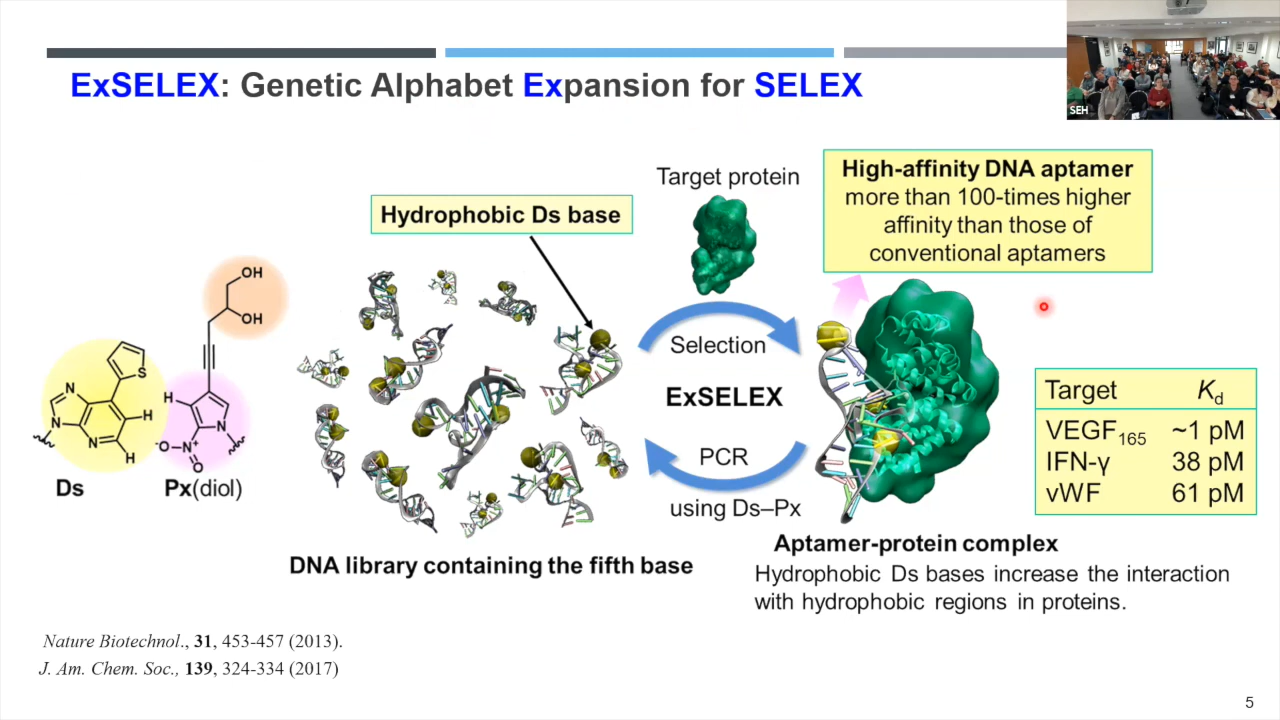 ExSELEX: Genetic Alphabet Expansion for SELEX
SEH
Hydrophobic Ds base
Target protein
High-affinity DNA aptamer
more than 100-times higher
affinity than those of
conventional aptamers
OH
OH
S
N
N
N
H
H
H
N
-O
N+
O
Ds
Px(diol)
Selection
ExSELEX
PCR
using Ds–Px
DNA library containing the fifth base
Target Kd
VEGF165 ~1 pM
IFN-γ 38 pM
vWF 61 pM
Aptamer-protein complex
Hydrophobic Ds bases increase the interaction
with hydrophobic regions in proteins.
Nature Biotechnol., 31, 453-457 (2013).
J. Am. Chem. Soc., 139, 324-334 (2017)
5